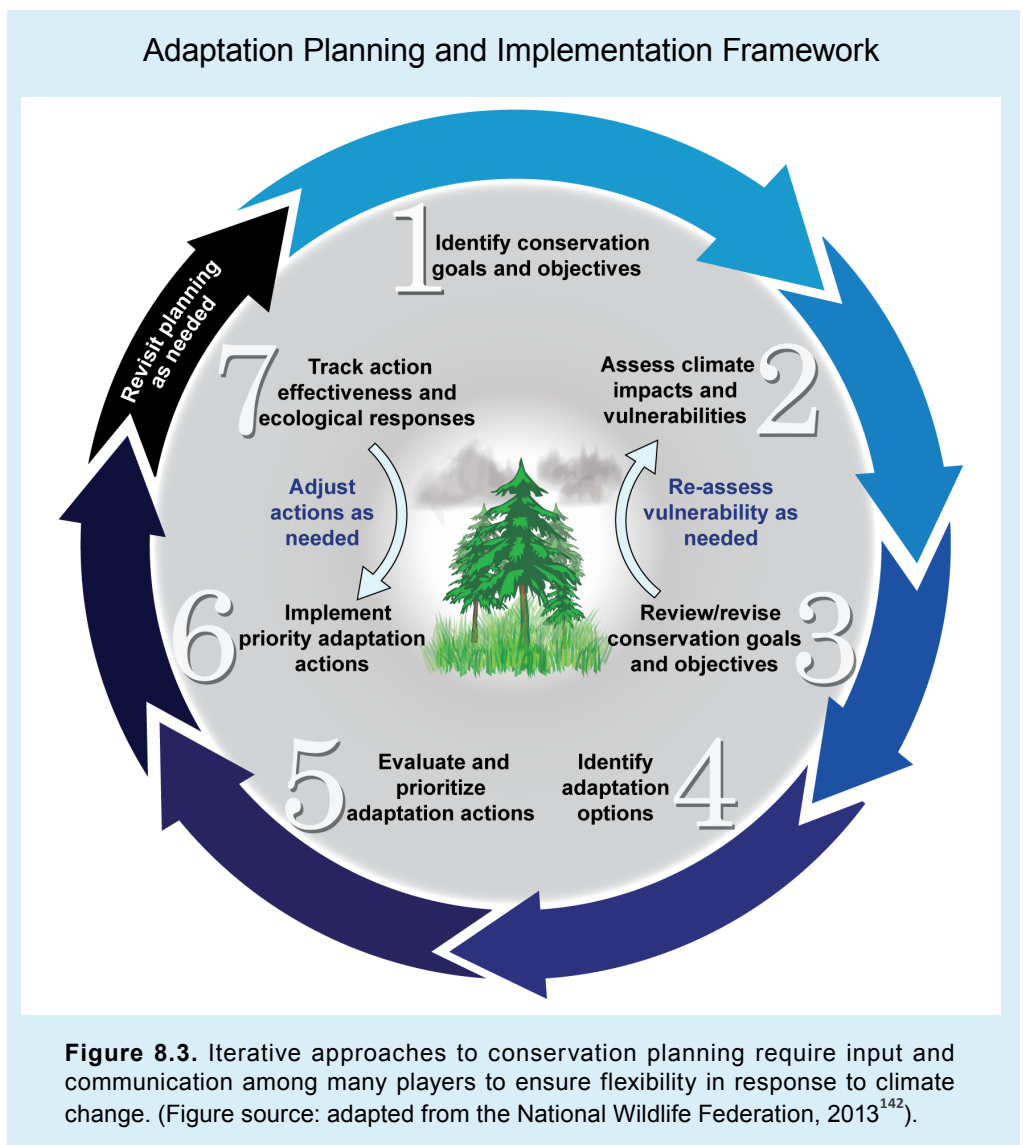 Adaptation Planning and Implementation Framework
1 Identify conservation
goals and objectives
Revisit planning
as needed
7 Track action
effectiveness and
ecological responses
Assess climate
impacts and
vulnerabilities 2
Adjust
actions as
needed
Re-assess
vulnerability as
needed
6 Implement
priority adaptation
actions
Review/revise
conservation goals
and objectives 3
5 Evaluate and
prioritize
adaptation actions
Identify
adaptation
options 4
Figure 8.3. Iterative approaches to conservation planning require input and
communication among many players to ensure flexibility in response to climate
change. (Figure source: adapted from the National Wildlife Federation, 2013¹⁴²).